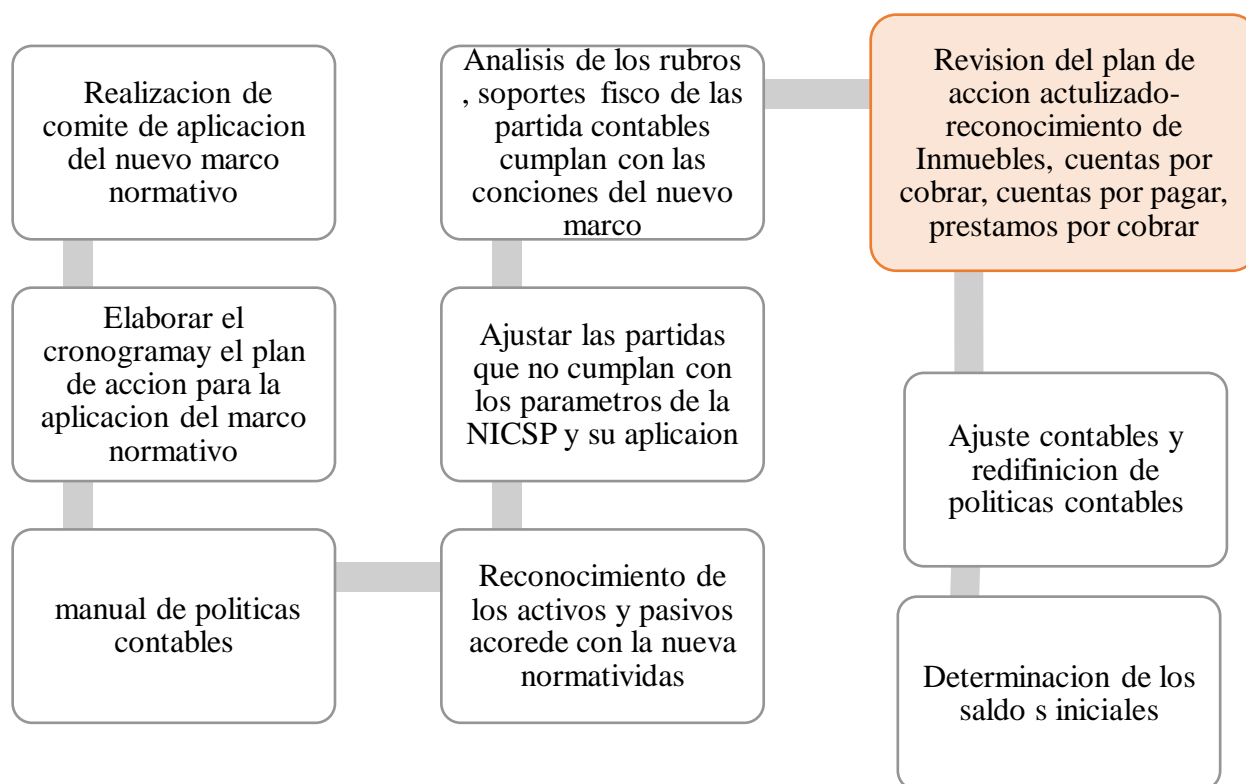 Realizacion de
comite de aplicacion
del nuevo marco
normativo
Elaborar el
cronogramay el plan
de accion para la
aplicacion del marco
normativo
manual de politicas
contables
Reconocimiento de
los activos y pasivos
acorede con la nueva
normatividas
Ajustar las partidas
que no cumplan con
los parametros de la
NICSP y su aplicaion
Analisis de los rubros
, soportes fisco de las
partida contables
cumplan con las
conciones del nuevo
marco
Revision del plan de
accion actulizado-
reconocimiento de
Inmuebles, cuentas por
cobrar, cuentas por pagar,
prestamos por cobrar
Ajuste contables y
redifinicion de
politicas contables
Determinacion de los
saldo s iniciales